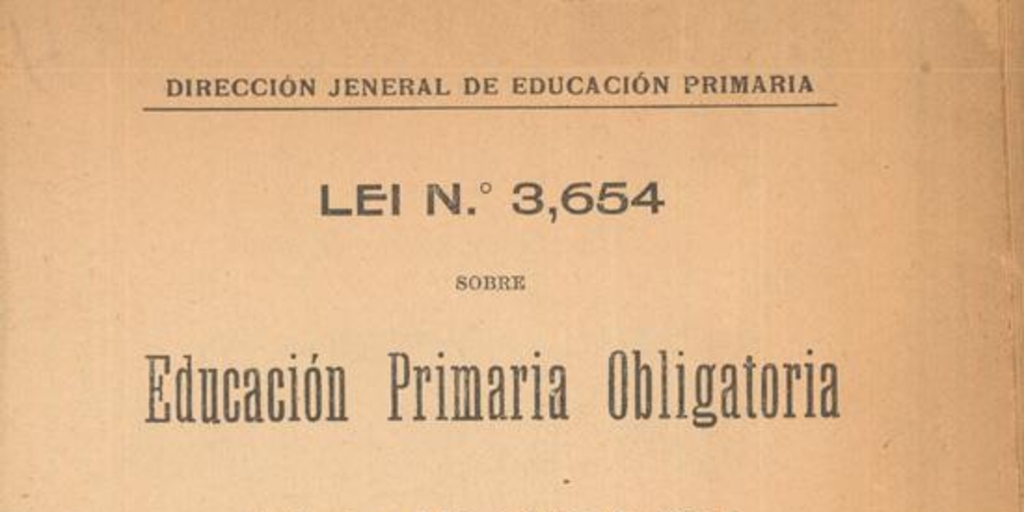 DIRECCIÓN JENERAL DE EDUCACIÓN PRIMARIA
LEI N.° 3,654
SOBRE
Educación Primaria Obligatoria